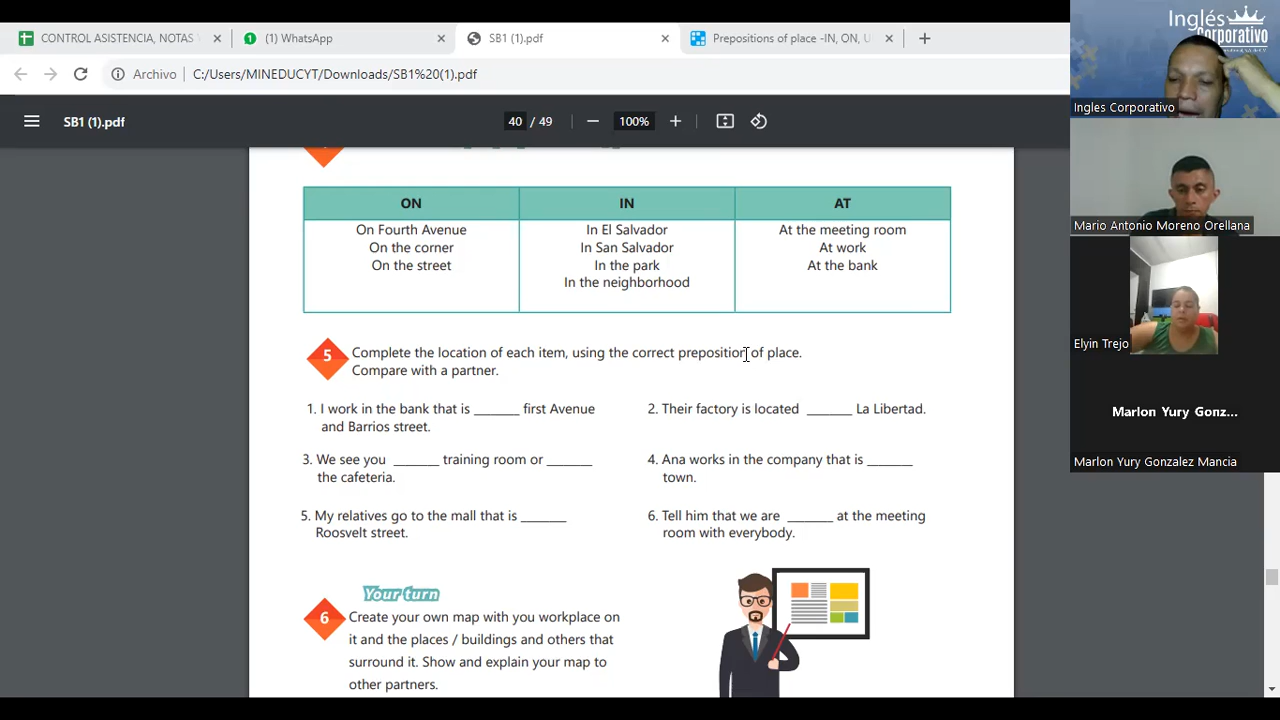 CONTROL ASISTENCIA, NOTAS
(1) WhatsApp
SB1 (1).pdf
Prepositions of place -IN, ON, U
Archivo
C:/Users/MINEDUCYT/Downloads/SB1%20(1).pdf
SB1 (1).pdf
40 / 49
100%
ON
IN
AT
On Fourth Avenue
On the corner
On the street
In El Salvador
In San Salvador
In the park
In the neighborhood
At the meeting room
At work
At the bank
5
Complete the location of each item, using the correct preposition of place.
Compare with a partner.
1. I work in the bank that is _______ first Avenue
and Barrios street.
2. Their factory is located _______ La Libertad.
3. We see you _______ training room or _______
the cafeteria.
4. Ana works in the company that is _______
town.
5. My relatives go to the mall that is _______
Roosvelt street.
6. Tell him that we are _______ at the meeting
room with everybody.
6
Your turn
Create your own map with you workplace on
it and the places / buildings and others that
surround it. Show and explain your map to
other partners.
Inglés
Corporativo
Ingles Corporativo
Mario Antonio Moreno Orellana
Elyin Trejo
Marlon Yury Gonz...
Marlon Yury Gonzalez Mancia